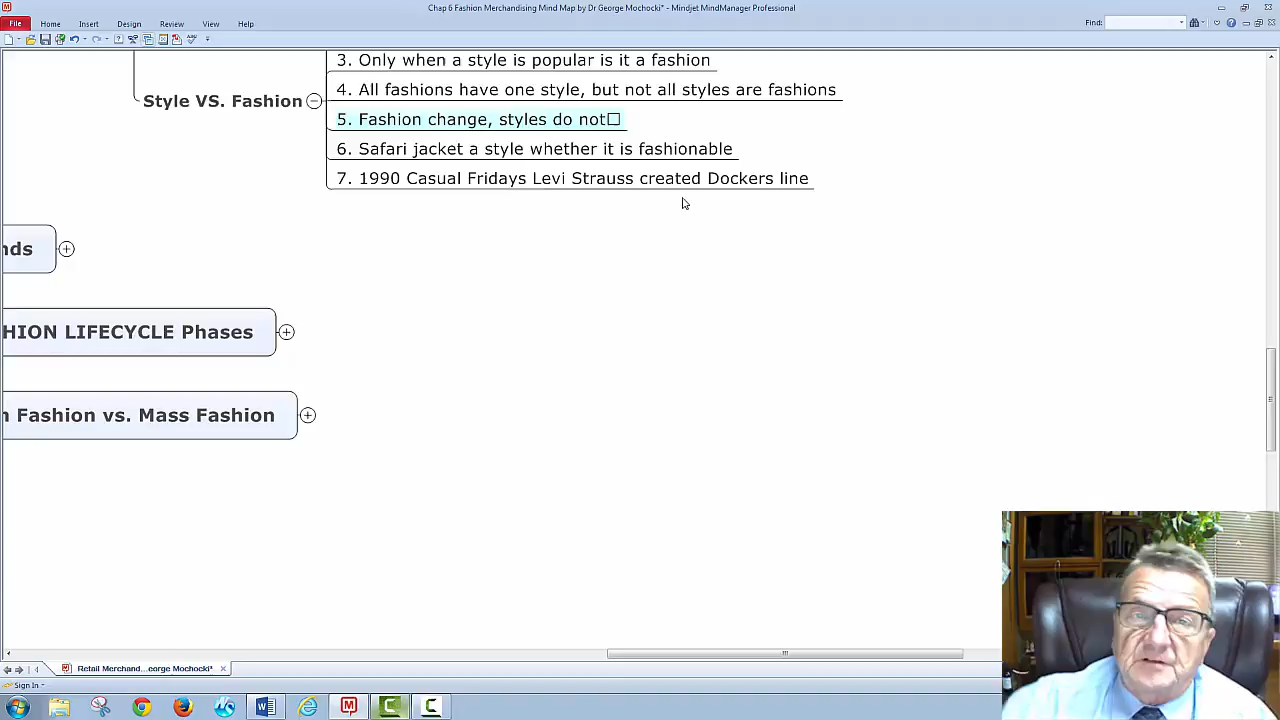 Chap 6 Fashion Merchandising Mind Map by Dr George Mochocki* - Mindjet MindManager Professional
File Home Insert Design Review View Help Find:
3. Only when a style is popular is it a fashion
4. All fashions have one style, but not all styles are fashions
Style VS. Fashion
5. Fashion change, styles do not
6. Safari jacket a style whether it is fashionable
7. 1990 Casual Fridays Levi Strauss created Dockers line
nds
HION LIFECYCLE Phases
Fashion vs. Mass Fashion
Retail Merchand...eorge Mochocki*
Sign In